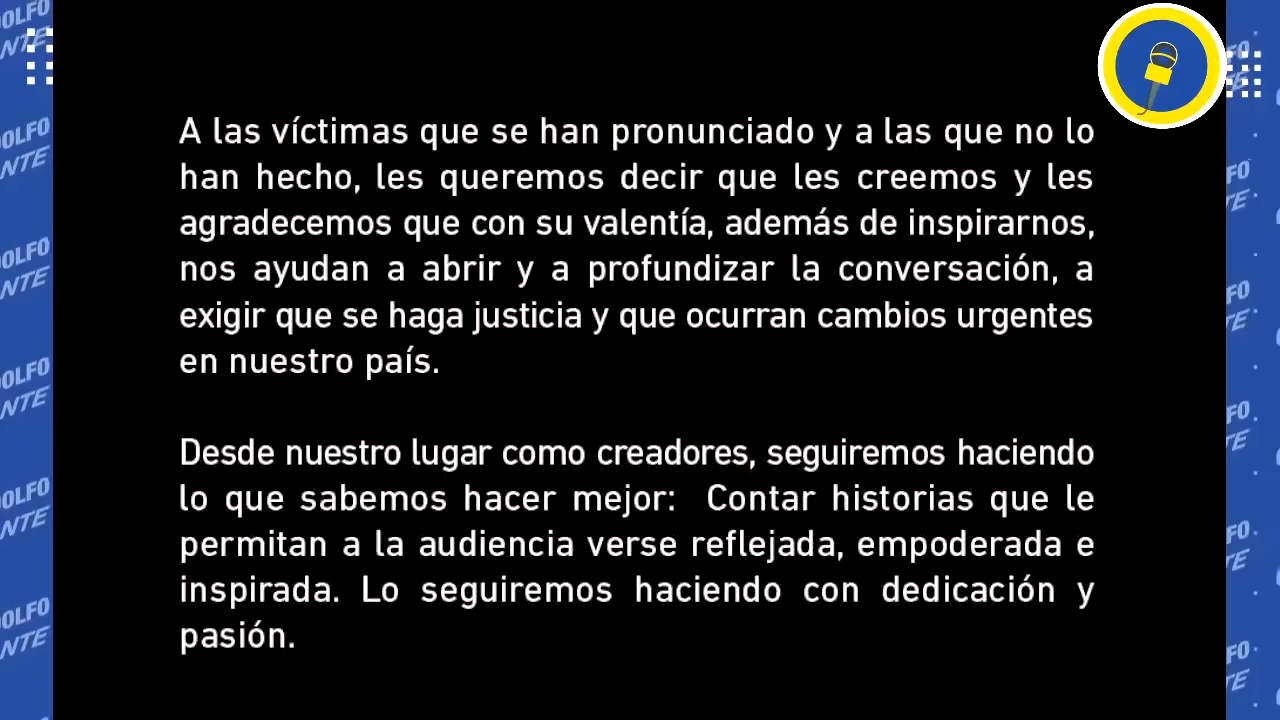 A las víctimas que se han pronunciado y a las que no lo
han hecho, les queremos decir que les creemos y les
agradecemos que con su valentía, además de inspirarnos,
nos ayudan a abrir y a profundizar la conversación, a
exigir que se haga justicia y que ocurran cambios urgentes
en nuestro país.
Desde nuestro lugar como creadores, seguiremos haciendo
lo que sabemos hacer mejor: Contar historias que le
permitan a la audiencia verse reflejada, empoderada e
inspirada. Lo seguiremos haciendo con dedicación y
pasión.